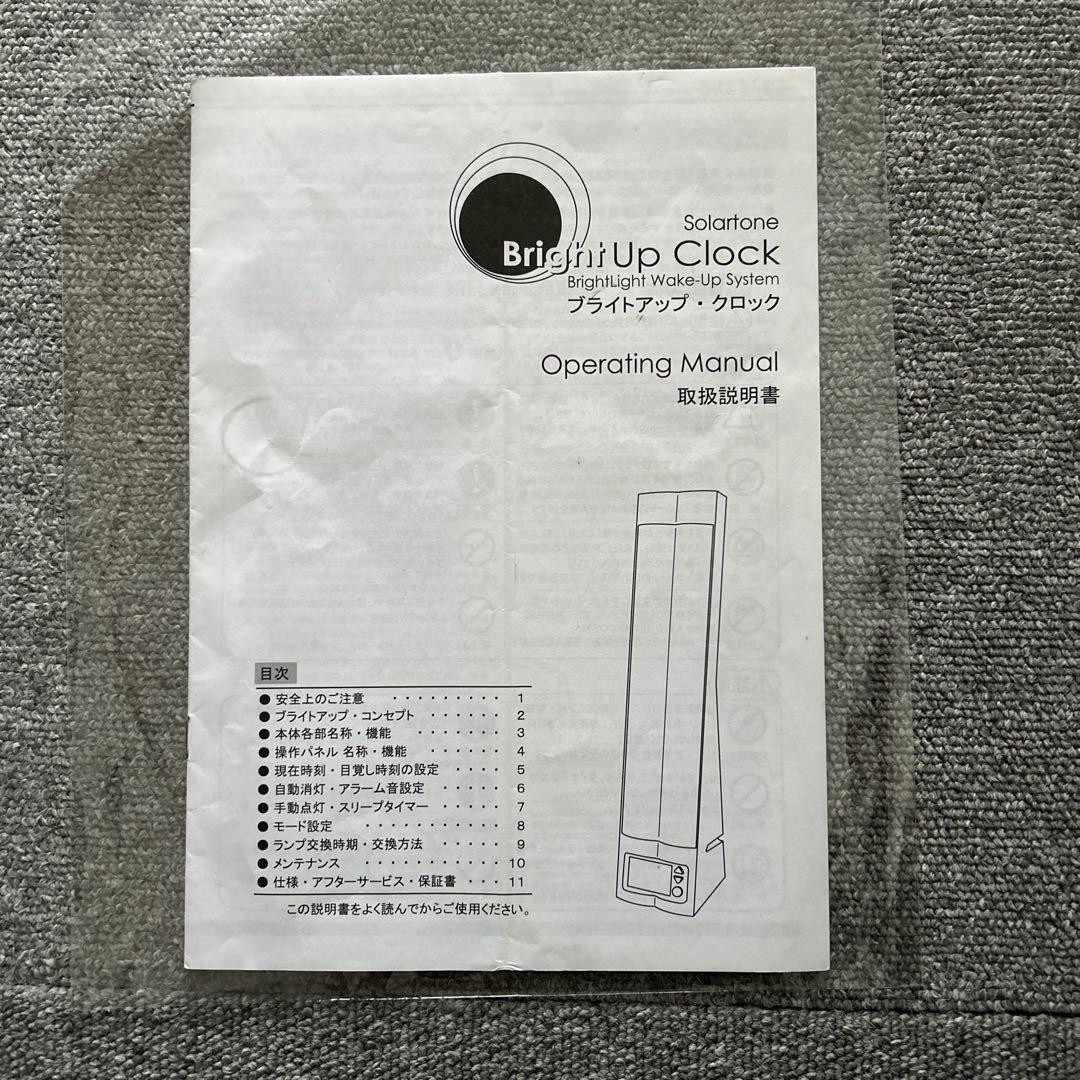 Solartone
BrightUp Clock
BrightLight Wake-Up System
ブライトアップ・クロック
Operating Manual
取扱説明書
目次
● 安全上のご注意 ・・・・・・・・・・ 1
● ブライトアップ・コンセプト ・・・・・・ 2
● 本体各部名称・機能 ・・・・・・・ 3
● 操作パネル 名称・機能 ・・・・・・ 4
● 現在時刻・目覚し時刻の設定 ・・・・ 5
● 自動消灯・アラーム音設定 ・・・・・ 6
● 手動点灯・スリープタイマー ・・・・・ 7
● モード設定 ・・・・・・・・・・・・ 8
● ランプ交換時期・交換方法 ・・・・・ 9
● メンテナンス ・・・・・・・・・・・・ 10
● 仕様・アフターサービス・保証書 ・・・ 11
この説明書をよく読んでからご使用ください。